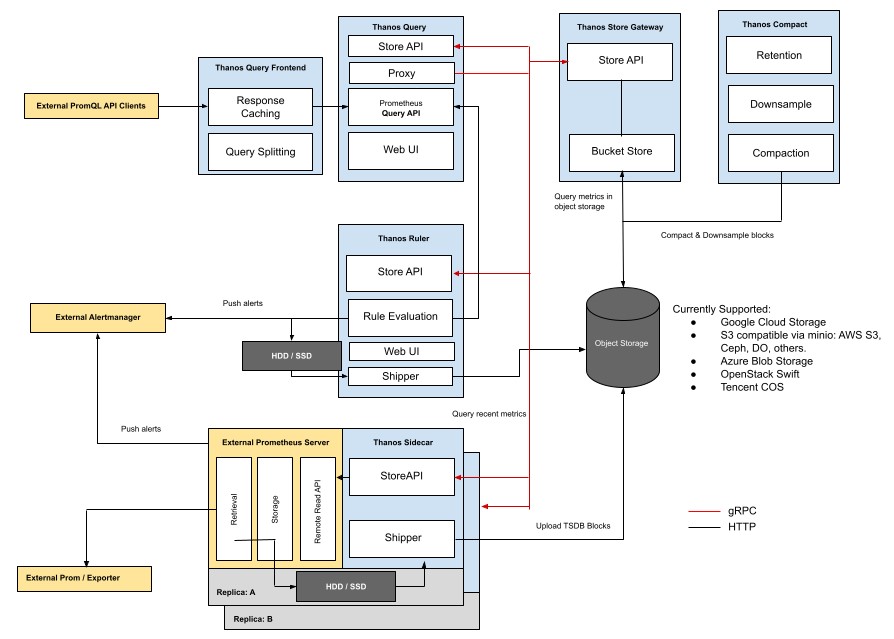 Thanos Query
Store API
Proxy
Prometheus
Query API
Web UI
Thanos Query Frontend
Response
Caching
Query Splitting
External PromQL API Clients
Thanos Store Gateway
Store API
Bucket Store
Thanos Compact
Retention
Downsample
Compaction
Query metrics in
object storage
Compact & Downsample blocks
Thanos Ruler
Store API
Rule Evaluation
Web UI
Shipper
Push alerts
External Alertmanager
HDD / SSD
Object Storage
Currently Supported:
● Google Cloud Storage
● S3 compatible via minio: AWS S3,
Ceph, DO, others.
● Azure Blob Storage
● OpenStack Swift
● Tencent COS
Query recent metrics
Push alerts
External Prometheus Server
Retrieval
Storage
Remote Read API
Thanos Sidecar
StoreAPI
Shipper
Upload TSDB Blocks
gRPC
HTTP
External Prom / Exporter
HDD / SSD
Replica: A
Replica: B